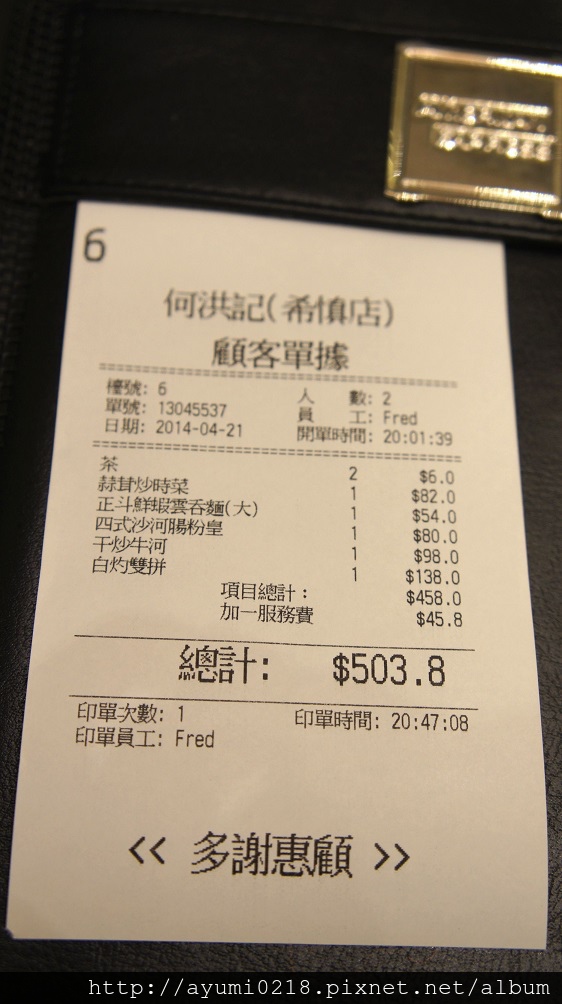 AMERICAN
EXPRESS
6
何洪記(希慎店)
顧客單據
檯號: 6 人 數: 2
單號: 13045537 員 工: Fred
日期: 2014-04-21 開單時間: 20:01:39
茶 2 $6.0
蒜茸炒時菜 1 $82.0
正斗鮮蝦雲吞麵(大) 1 $54.0
四式沙河腸粉皇 1 $80.0
干炒牛河 1 $98.0
白灼雙拼 1 $138.0
項目總計: $458.0
加一服務費 $45.8
總計: $503.8
印單次數: 1 印單時間: 20:47:08
印單員工: Fred
<< 多謝惠顧 >>
http://ayumi0218.pixnet.net/album